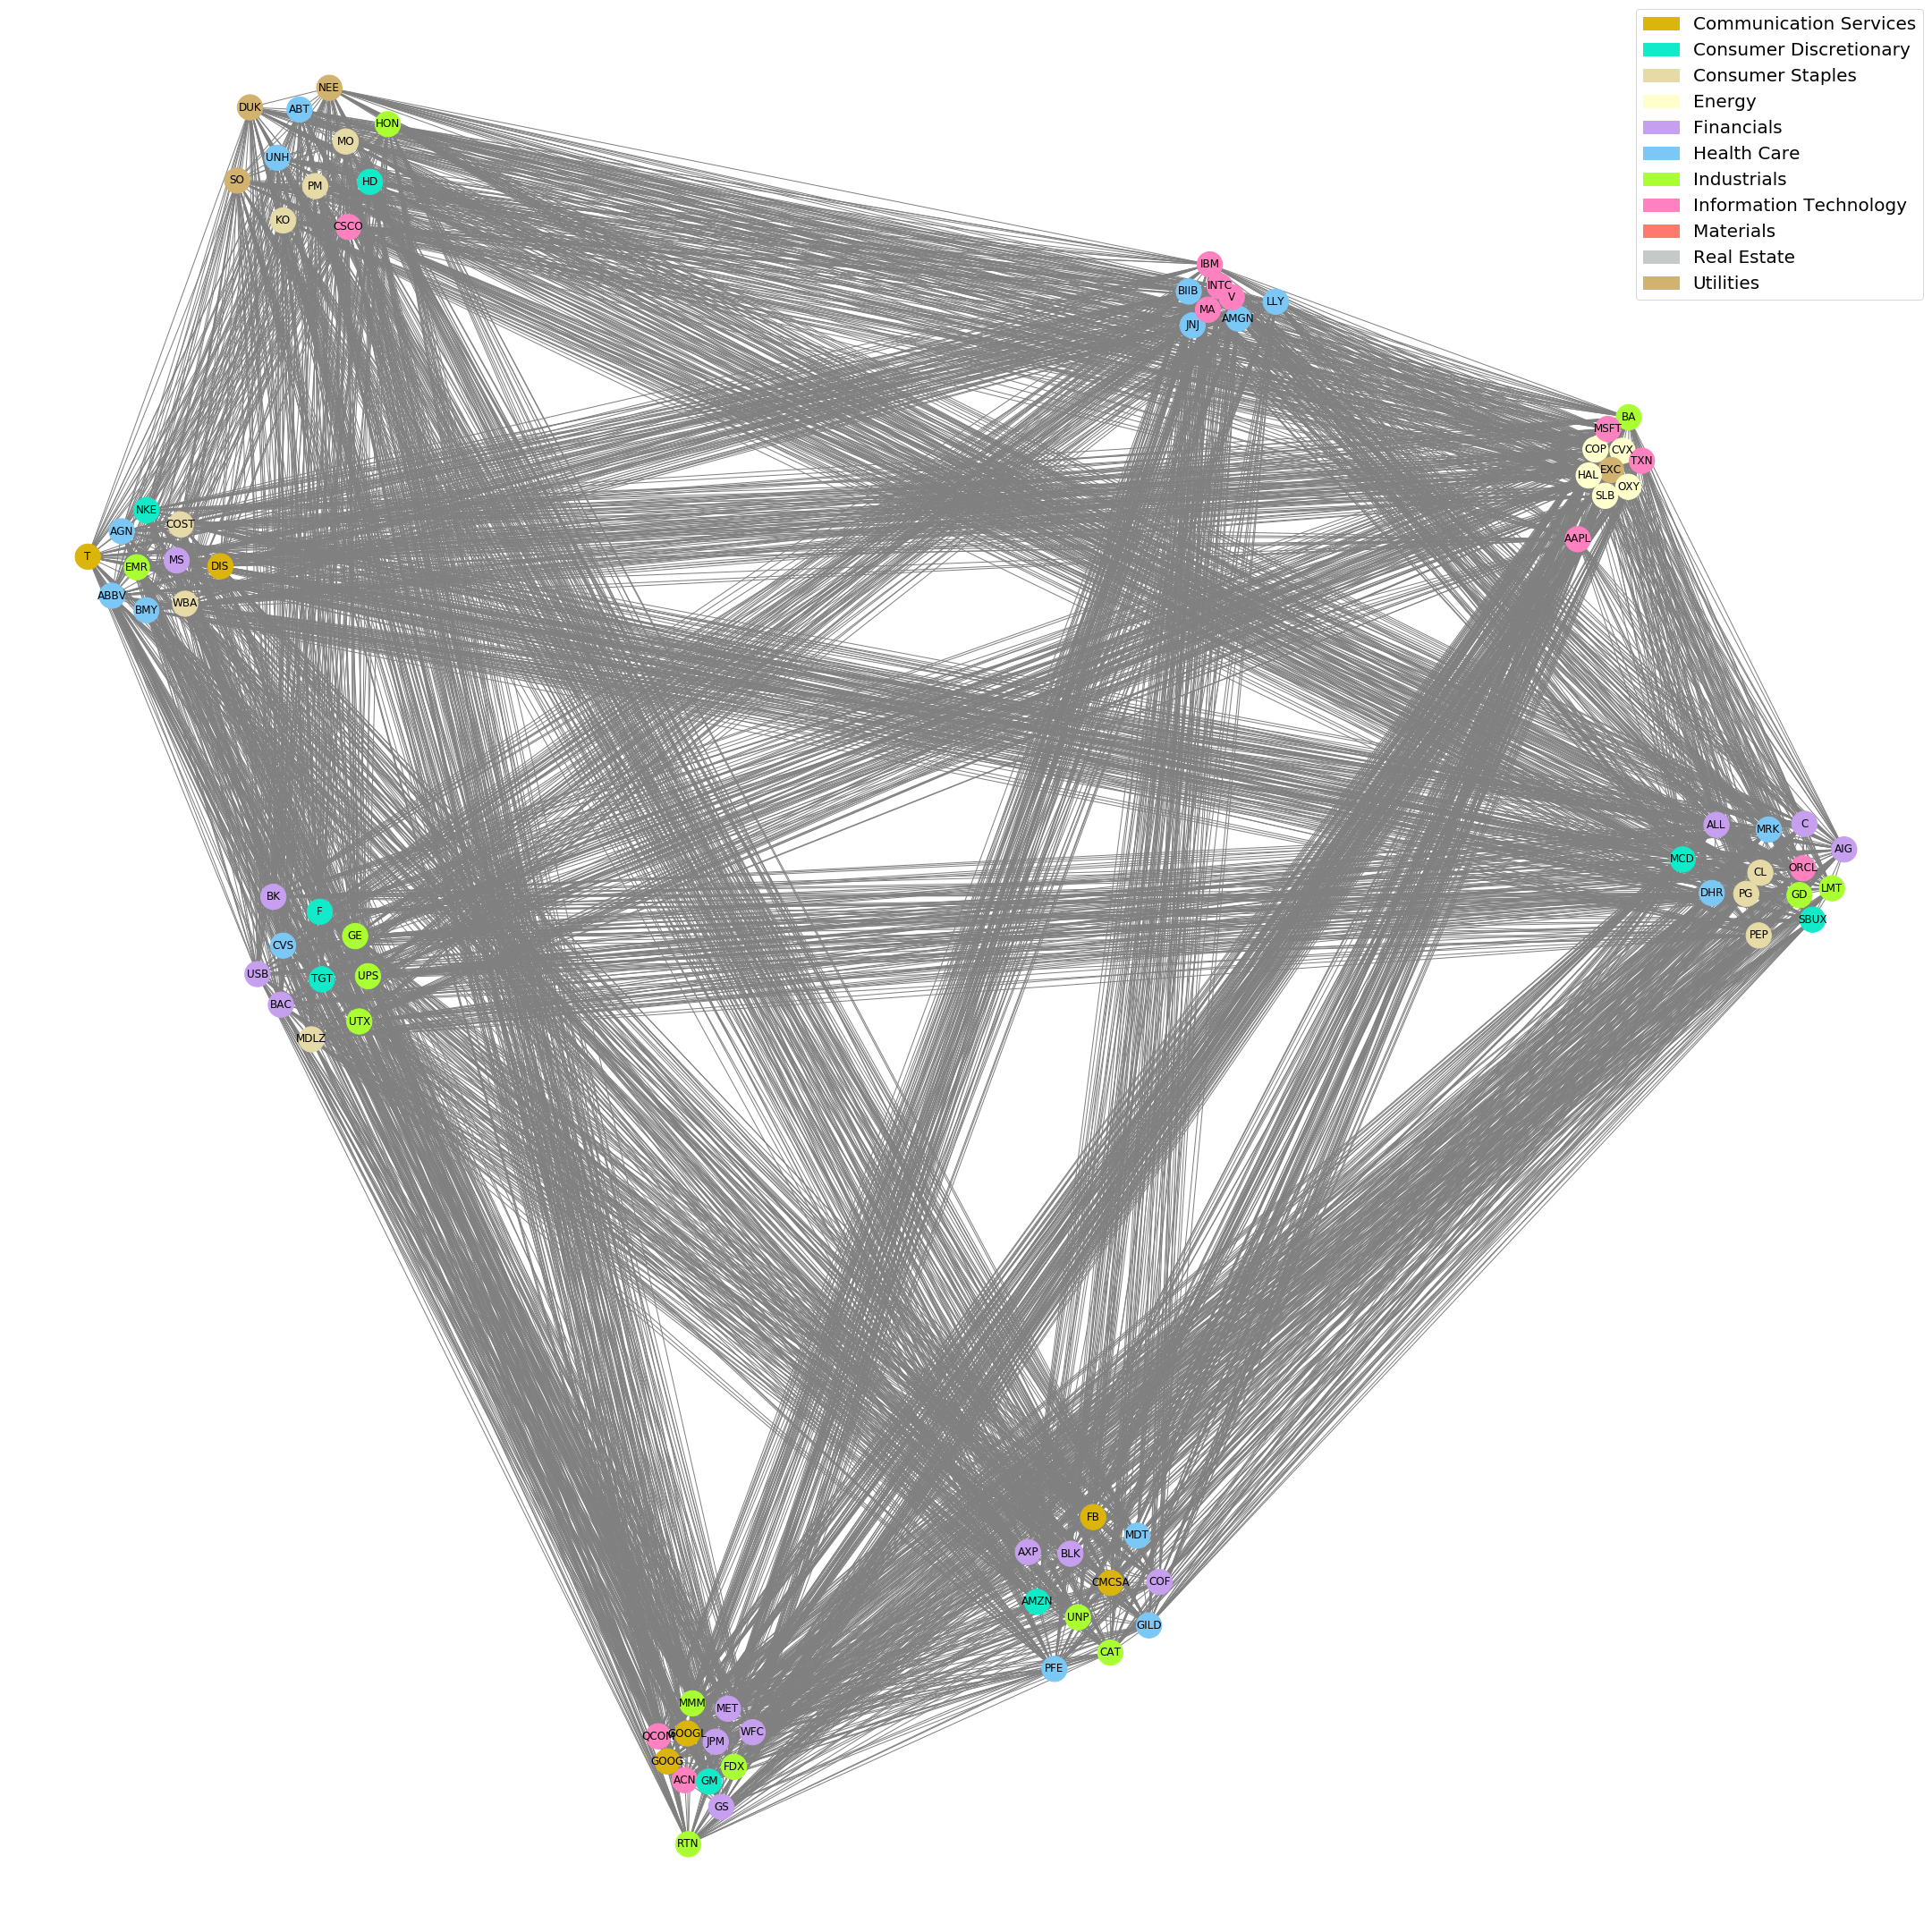 Communication Services
Consumer Discretionary
Consumer Staples
Energy
Financials
Health Care
Industrials
Information Technology
Materials
Real Estate
Utilities
NEE
DUK
ABT
HON
MO
UNH
SO
PM
HD
KO
CSCO
IBM
BIIB
INTC
V
LLY
MA
AMGN
JNJ
BA
MSFT
COP
CVX
TXN
EXC
HAL
OXY
SLB
AAPL
NKE
COST
AGN
T
MS
DIS
EMR
ABBV
WBA
BMY
ALL
MRK
C
AIG
MCD
ORCL
CL
LMT
DHR
PG
GD
SBUX
PEP
BK
F
GE
CVS
USB
TGT
UPS
BAC
UTX
MDLZ
FB
MDT
AXP
BLK
CMCSA
COF
AMZN
UNP
GILD
CAT
PFE
MMM
MET
QCOM
GOOGL
WFC
JPM
GOOG
FDX
ACN
GM
GS
RTN